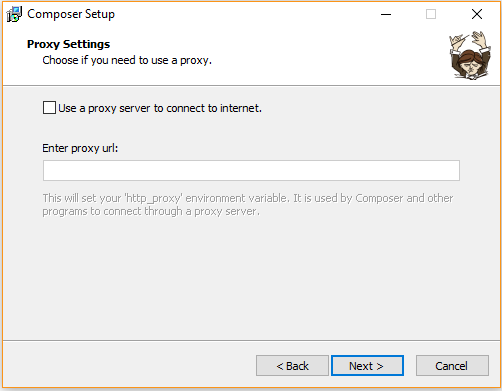 Composer Setup
Proxy Settings
Choose if you need to use a proxy.
Use a proxy server to connect to internet.
Enter proxy url:
This will set your 'http_proxy' environment variable. It is used by Composer and other
programs to connect through a proxy server.
< Back Next > Cancel